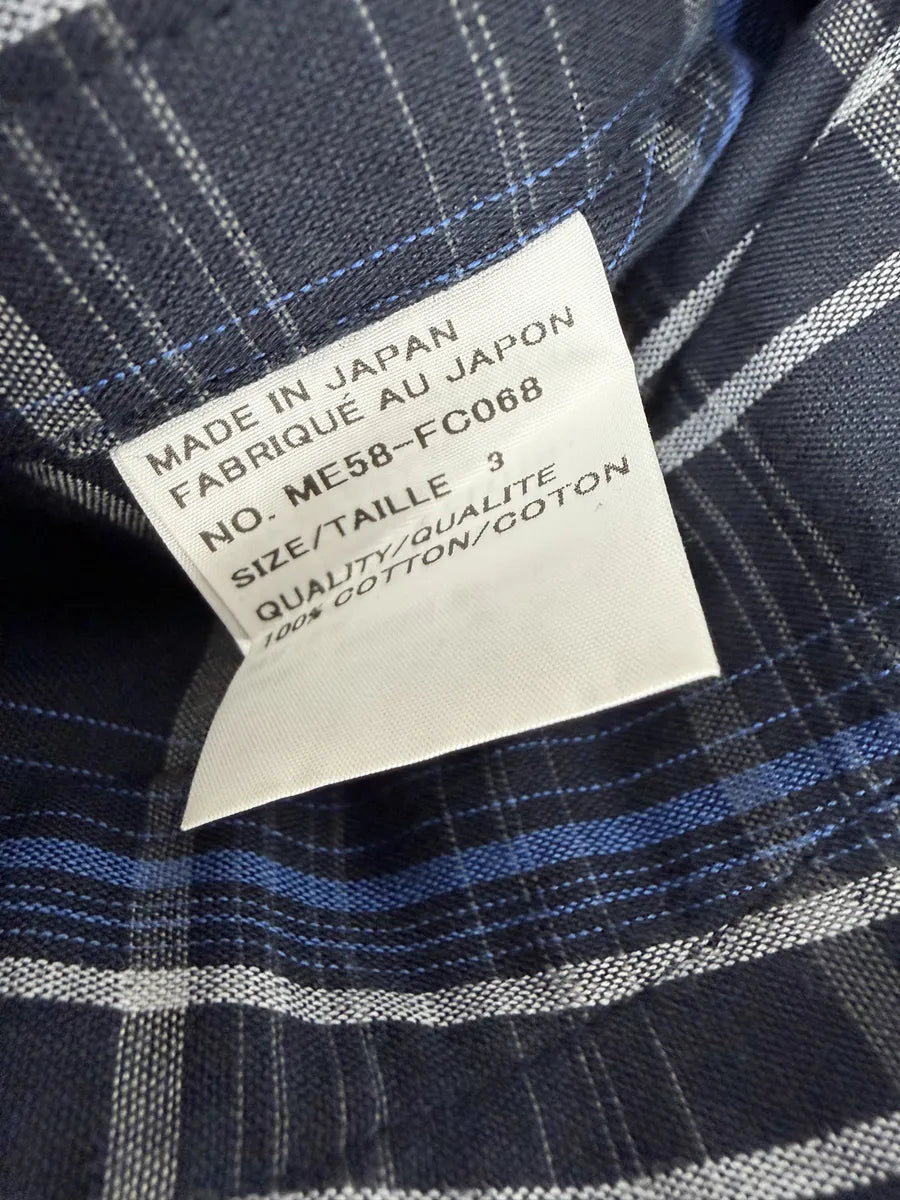 MADE IN JAPAN
FABRIQUÉ AU JAPON
NO. ME58-FC068
SIZE/TAILLE 3
QUALITY/QUALITE
100% COTTON/COTON